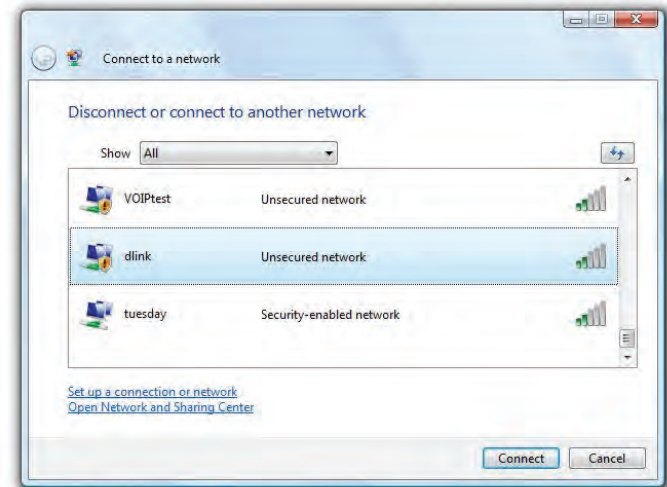 Connect to a network
Disconnect or connect to another network
Show All
VOIPtest Unsecured network
dlink Unsecured network
tuesday Security-enabled network
Set up a connection or network
Open Network and Sharing Center
Connect Cancel